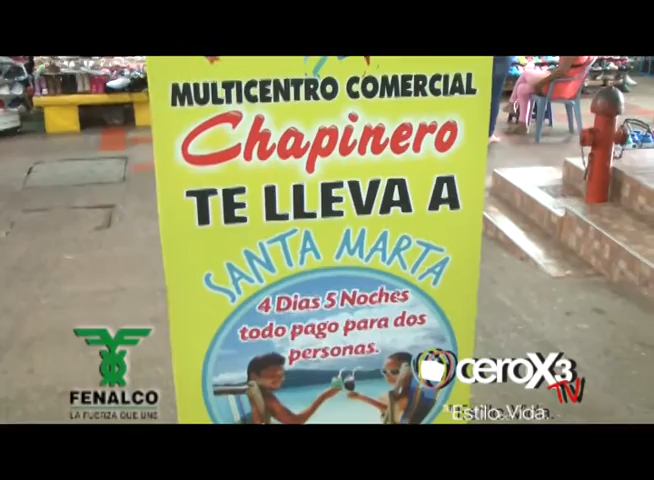 MULTICENTRO COMERCIAL
Chapinero
TE LLEVA A
SANTA MARTA
4 Dias 5 Noches
todo pago para dos
personas.
FENALCO
LA FUERZA QUE UNE
ceroX3
TV
Estilo de Vida.